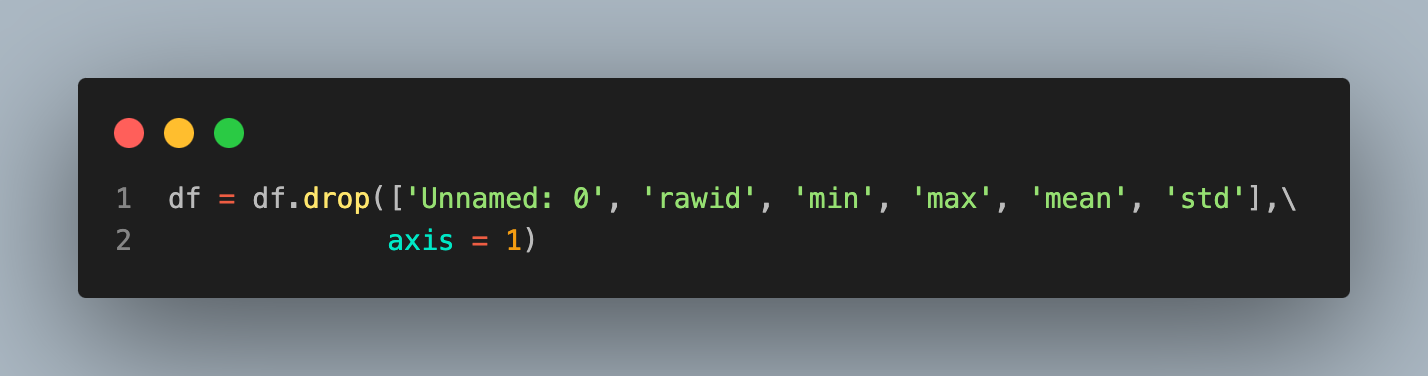 1 df = df.drop(['Unnamed: 0', 'rawid', 'min', 'max', 'mean', 'std'],\
2 axis = 1)